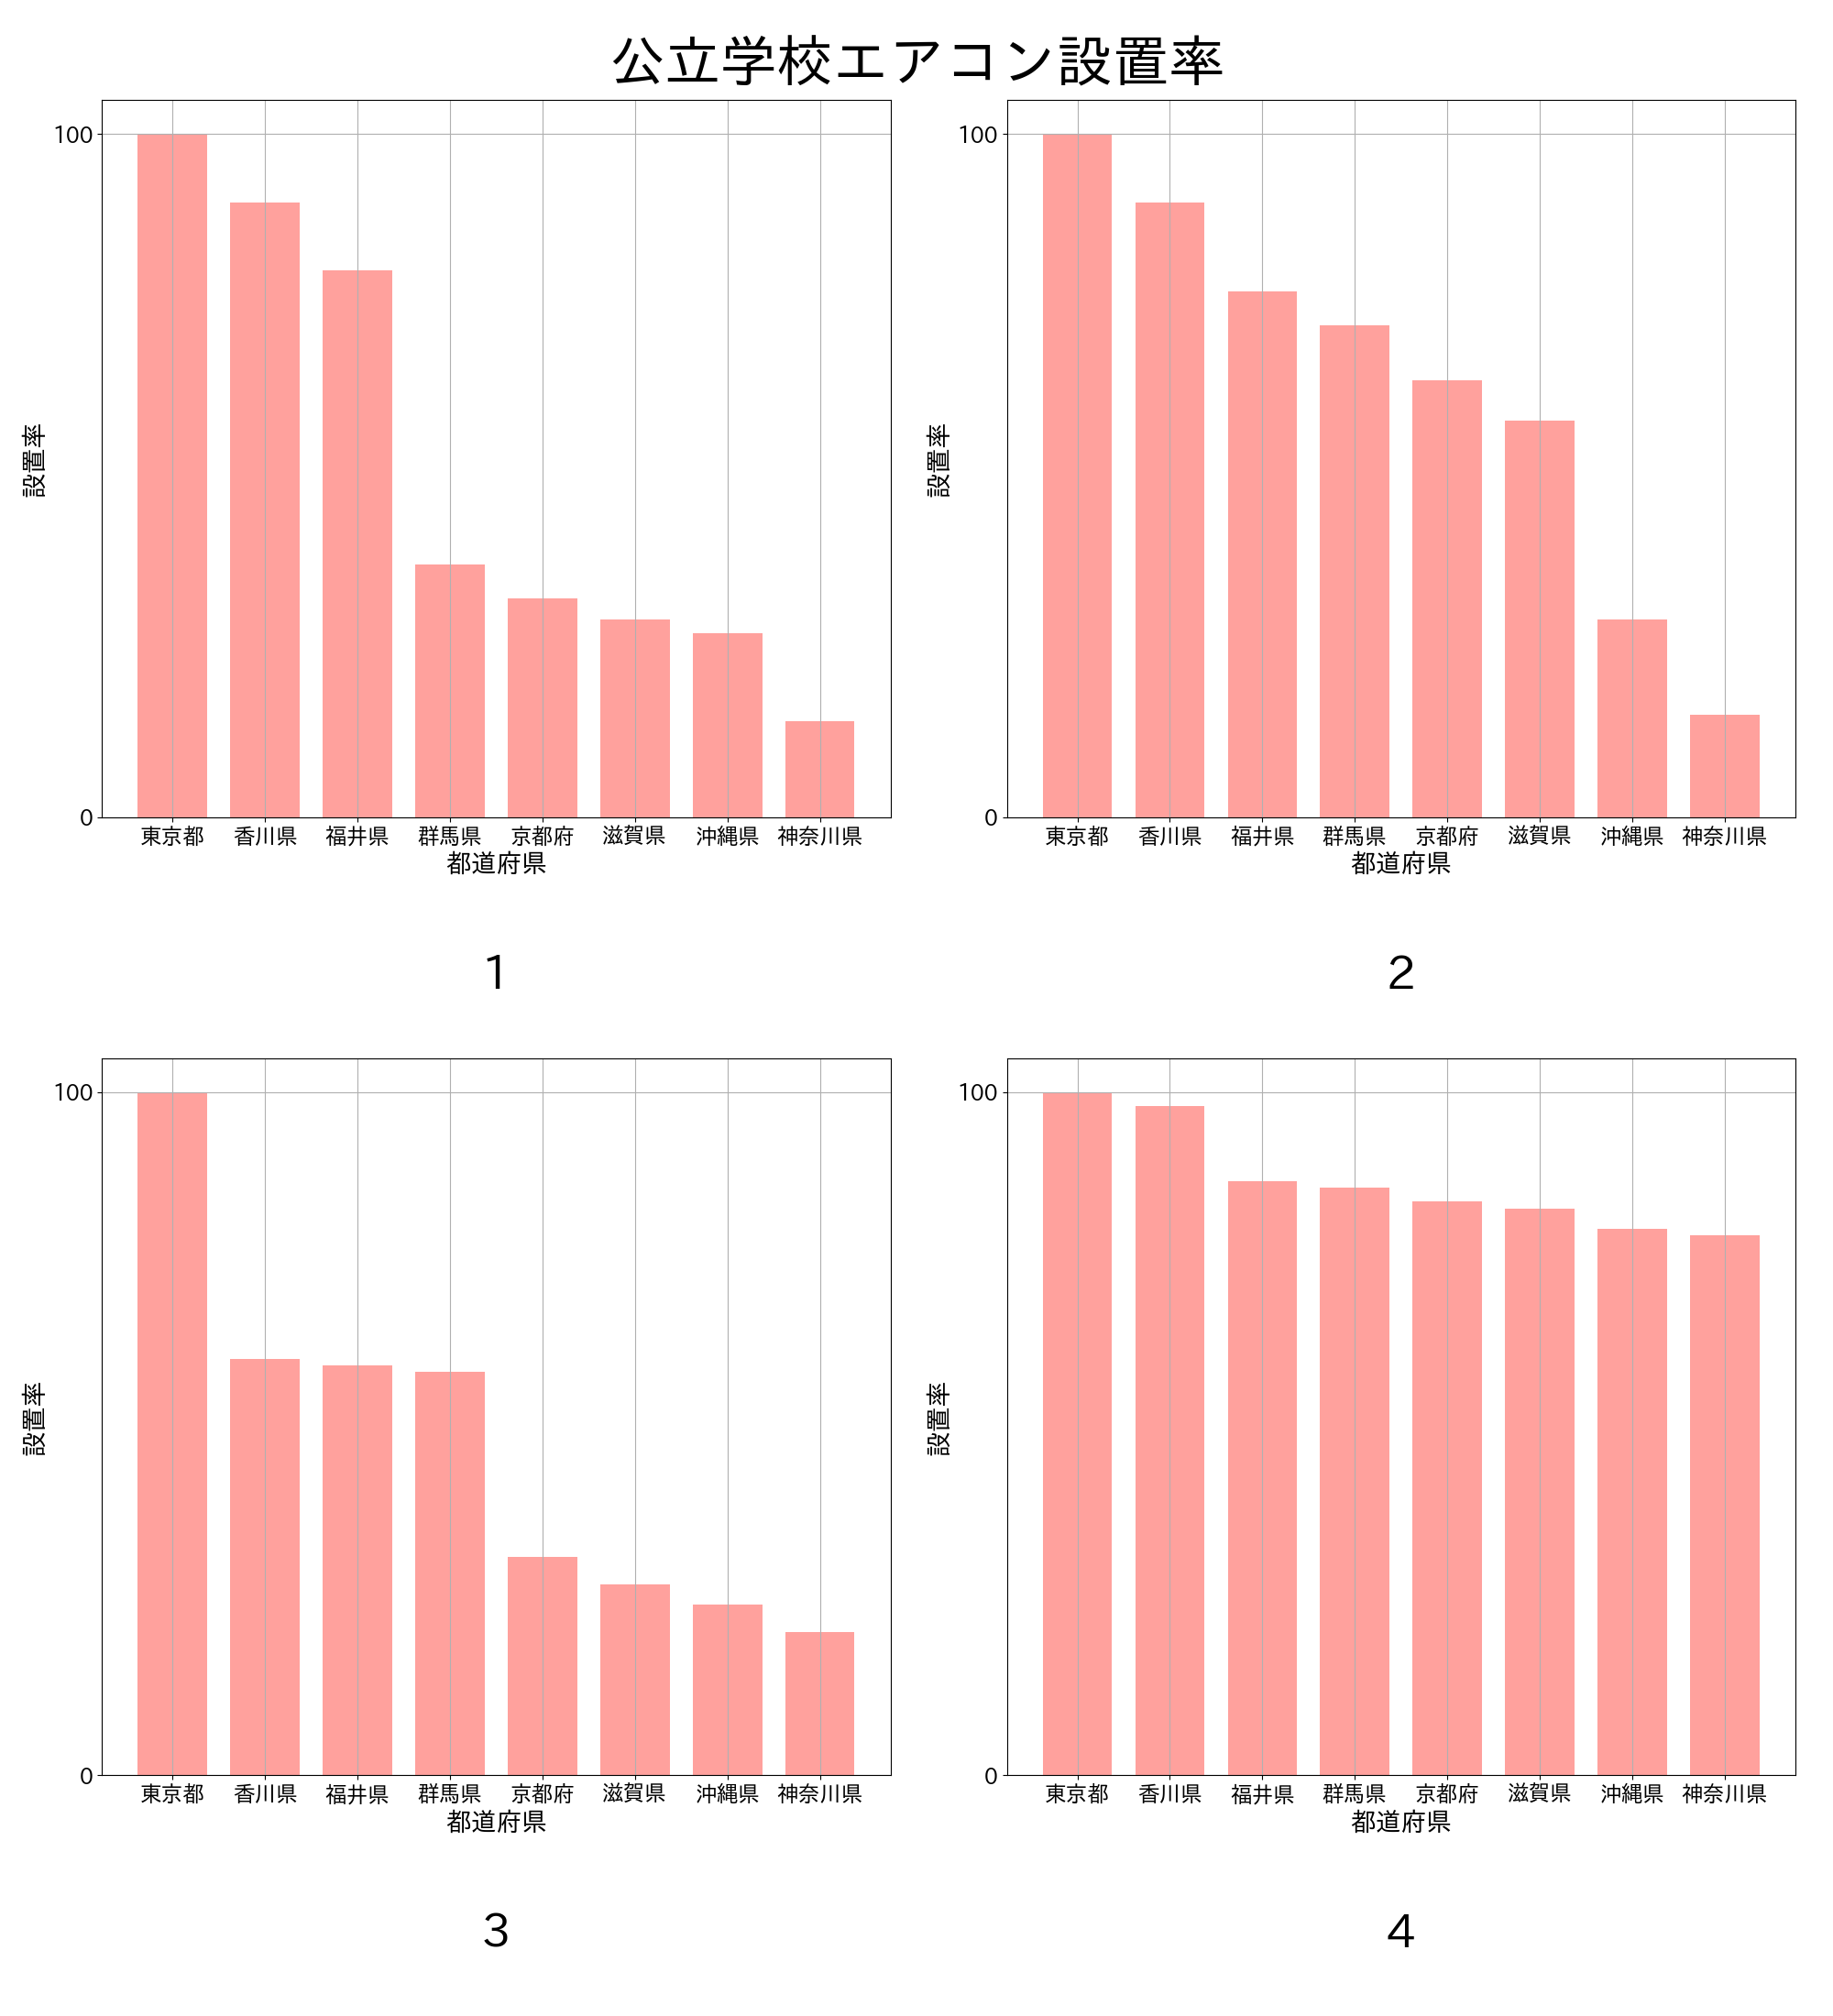 公立学校エアコン設置率
100
0
設置率
東京都 香川県 福井県 群馬県 京都府 滋賀県 沖縄県 神奈川県
都道府県
1
100
0
設置率
東京都 香川県 福井県 群馬県 京都府 滋賀県 沖縄県 神奈川県
都道府県
2
100
0
設置率
東京都 香川県 福井県 群馬県 京都府 滋賀県 沖縄県 神奈川県
都道府県
3
100
0
設置率
東京都 香川県 福井県 群馬県 京都府 滋賀県 沖縄県 神奈川県
都道府県
4